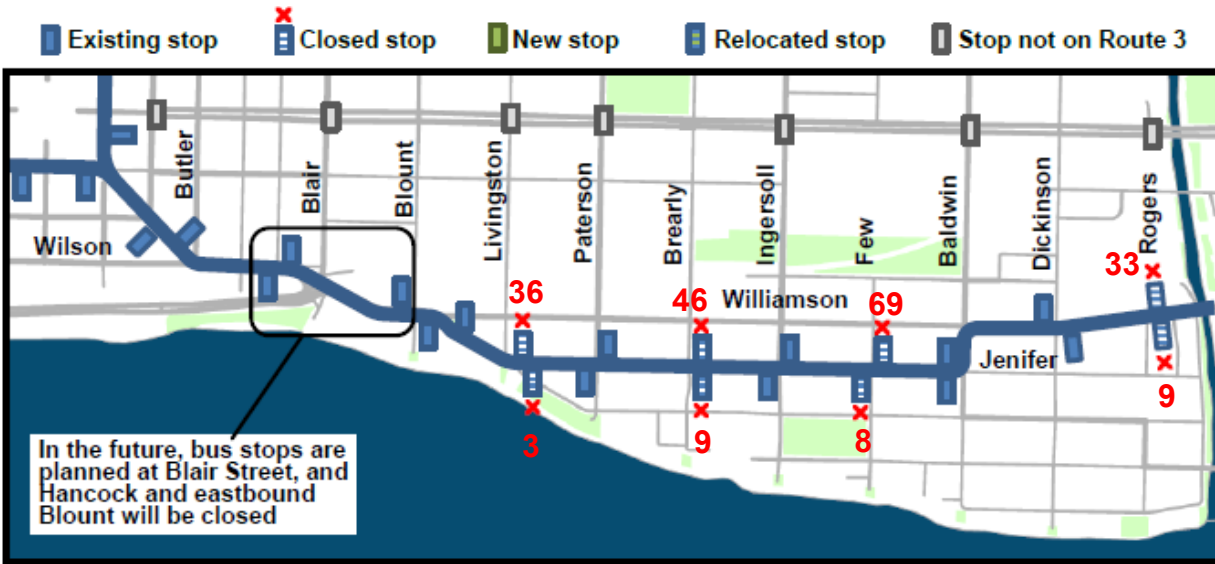 Existing stop
Closed stop
New stop
Relocated stop
Stop not on Route 3
Butler
Blair
Blount
Livingston
Paterson
Brearly
Ingersoll
Few
Baldwin
Dickinson
Rogers
Wilson
33
36
46
Williamson
69
Jenifer
3
9
8
9
In the future, bus stops are
planned at Blair Street, and
Hancock and eastbound
Blount will be closed